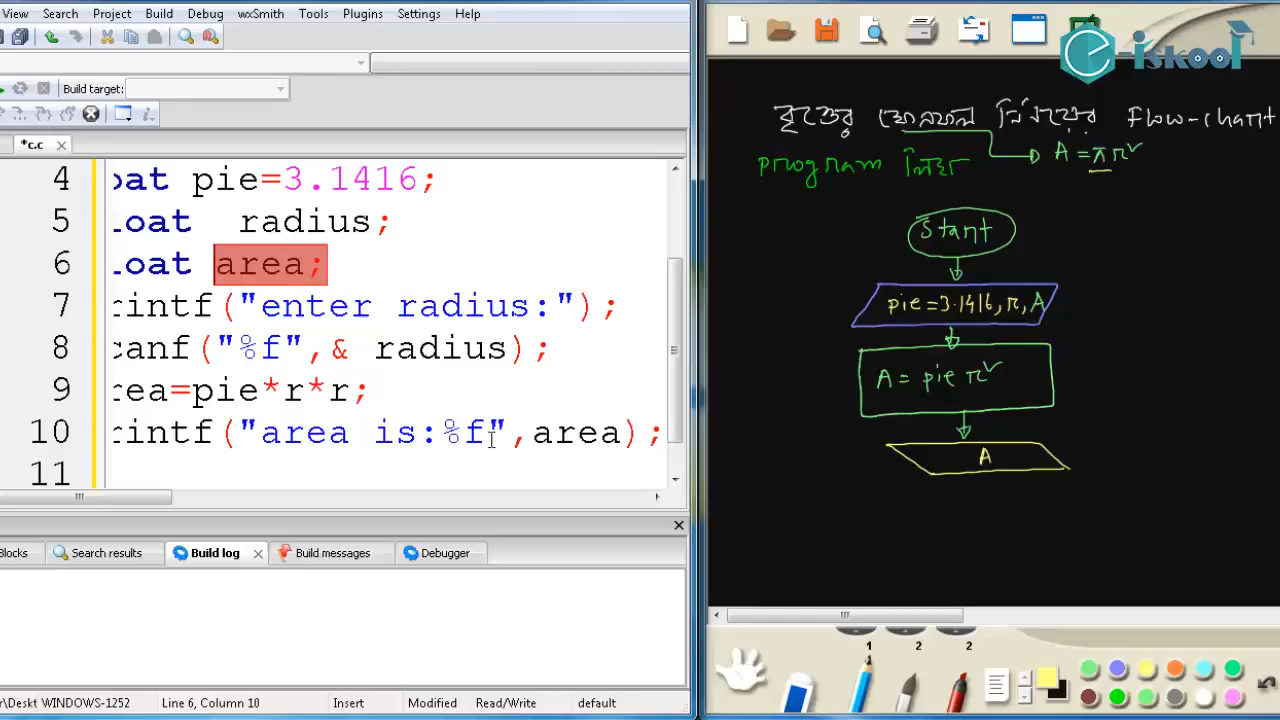 View Search Project Build Debug wxSmith Tools Plugins Settings Help
Build target:
*c.c
4 oat pie=3.1416;
5 loat radius;
6 loat area;
7 rintf("enter radius:");
8 canf("%f",& radius);
9 rea=pie*r*r;
10 rintf("area is:%f",area);
11
Blocks Search results Build log Build messages Debugger
r\Deskt WINDOWS-1252 Line 6, Column 1 Insert Modified Read/Write default
e-iskool
বৃত্তের ক্ষেত্রফল নির্ণয়ের Flow-chart
program লিখ
A = πr²
Start
pie=3.1416, r, A
A = pie r²
A
1 2 2